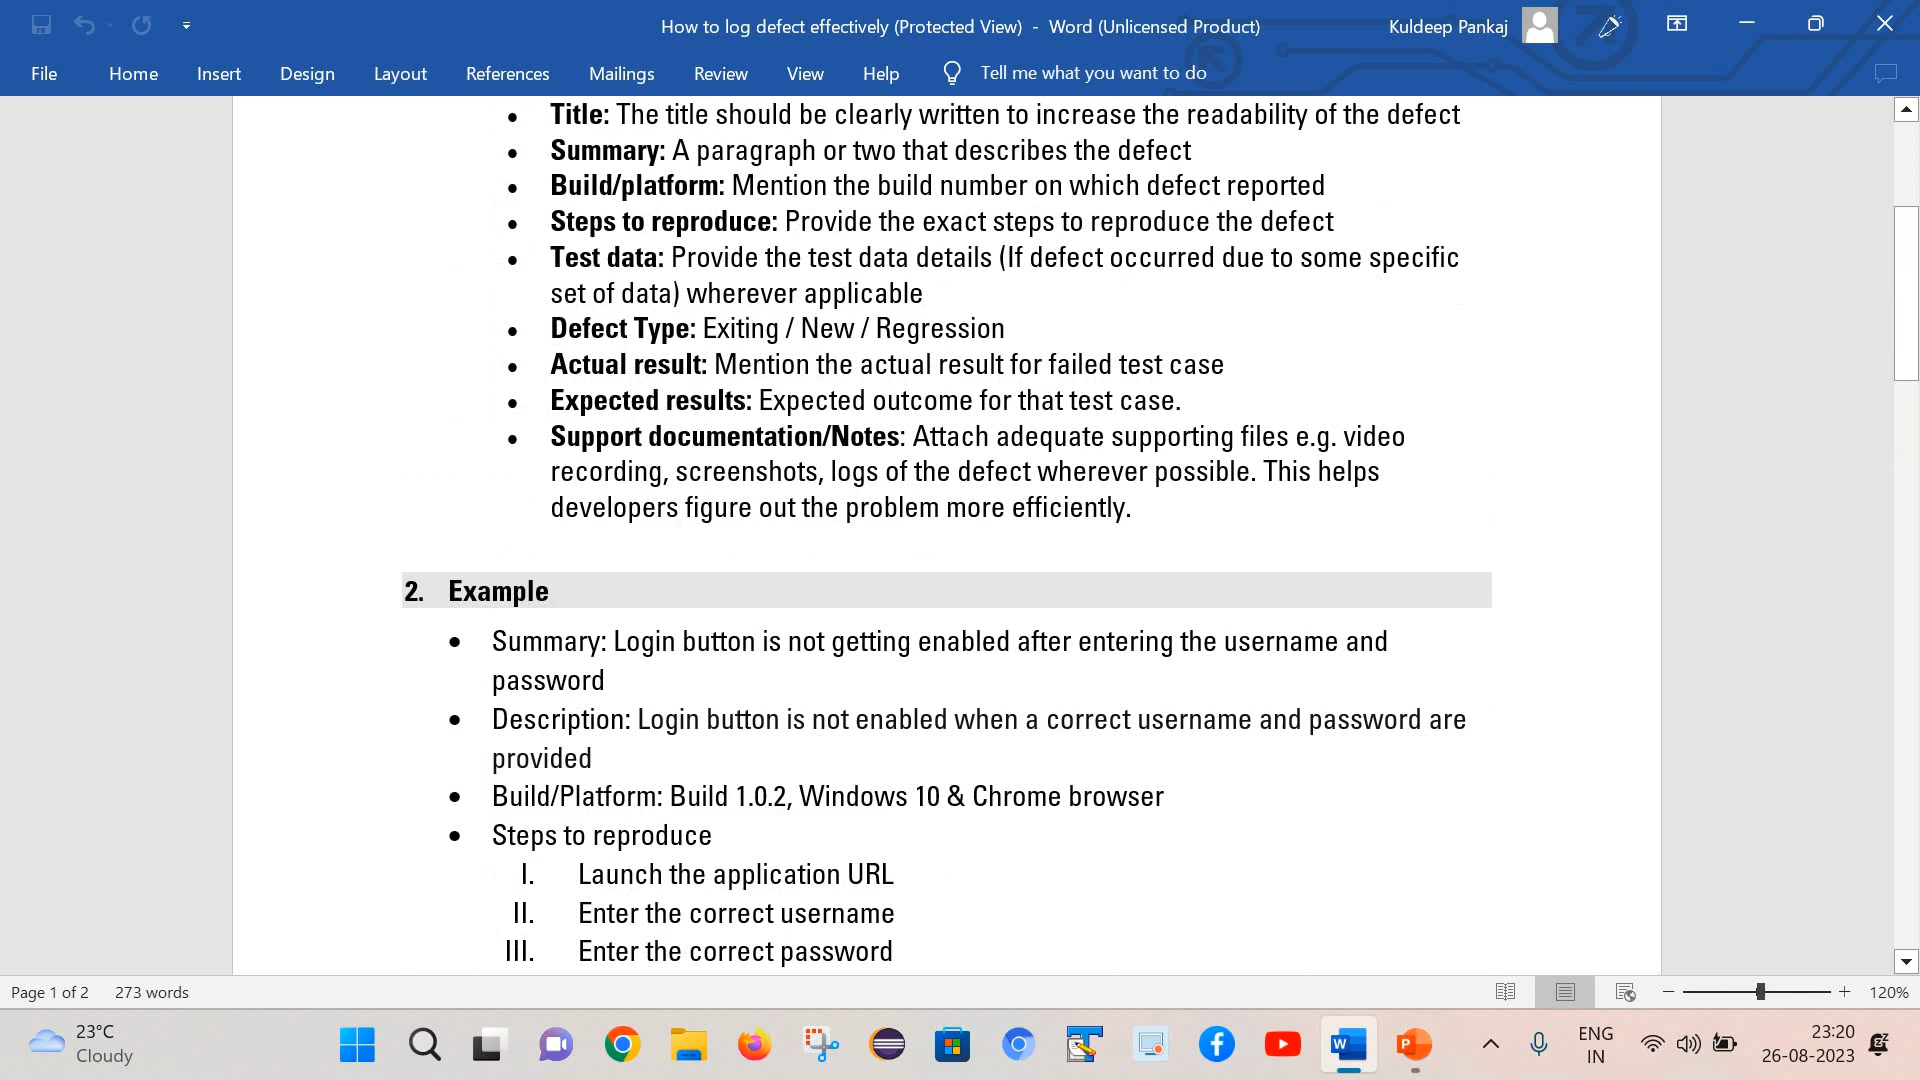 How to log defect effectively (Protected View) - Word (Unlicensed Product)
Kuldeep Pankaj
File Home Insert Design Layout References Mailings Review View Help Tell me what you want to do
• Title: The title should be clearly written to increase the readability of the defect
• Summary: A paragraph or two that describes the defect
• Build/platform: Mention the build number on which defect reported
• Steps to reproduce: Provide the exact steps to reproduce the defect
• Test data: Provide the test data details (If defect occurred due to some specific
set of data) wherever applicable
• Defect Type: Exiting / New / Regression
• Actual result: Mention the actual result for failed test case
• Expected results: Expected outcome for that test case.
• Support documentation/Notes: Attach adequate supporting files e.g. video
recording, screenshots, logs of the defect wherever possible. This helps
developers figure out the problem more efficiently.
2. Example
• Summary: Login button is not getting enabled after entering the username and
password
• Description: Login button is not enabled when a correct username and password are
provided
• Build/Platform: Build 1.0.2, Windows 10 & Chrome browser
• Steps to reproduce
I. Launch the application URL
II. Enter the correct username
III. Enter the correct password
Page 1 of 2 273 words
120%
23°C
Cloudy
ENG
IN
23:20
26-08-2023